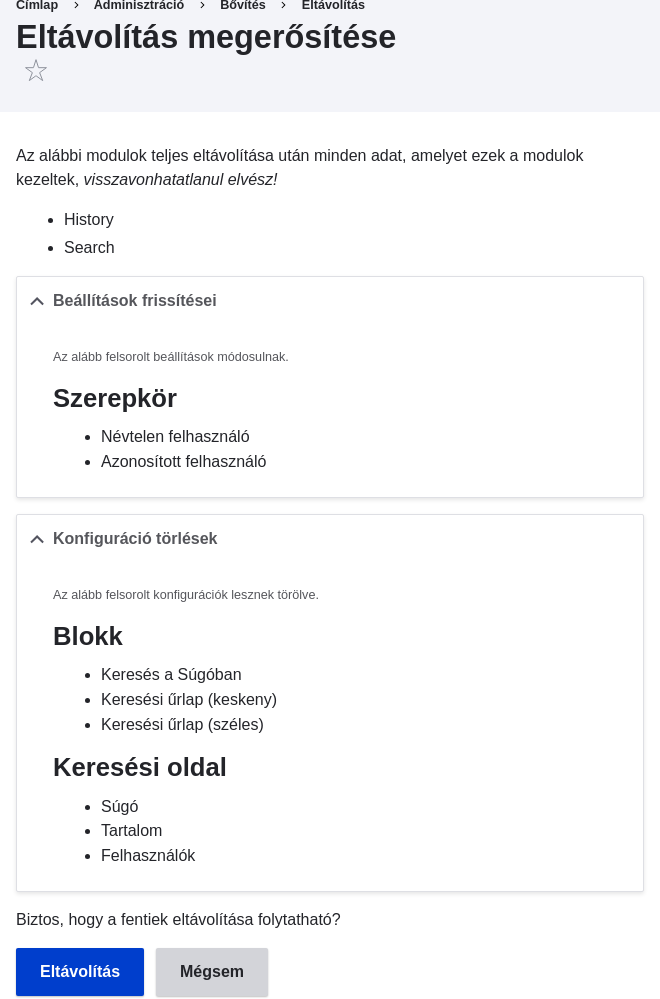 Címlap › Adminisztráció › Bővítés › Eltávolítás
Eltávolítás megerősítése
Az alábbi modulok teljes eltávolítása után minden adat, amelyet ezek a modulok
kezeltek, visszavonhatatlanul elvész!
History
Search
Beállítások frissítései
Az alább felsorolt beállítások módosulnak.
Szerepkör
Névtelen felhasználó
Azonosított felhasználó
Konfiguráció törlések
Az alább felsorolt konfigurációk lesznek törölve.
Blokk
Keresés a Súgóban
Keresési űrlap (keskeny)
Keresési űrlap (széles)
Keresési oldal
Súgó
Tartalom
Felhasználók
Biztos, hogy a fentiek eltávolítása folytatható?
Eltávolítás Mégsem